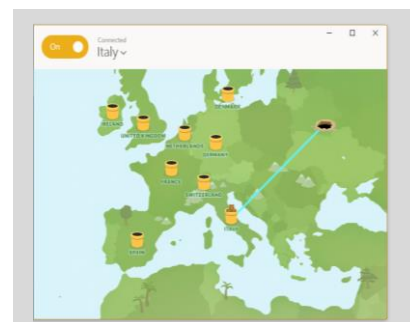 On
Connected
Italy
DENMARK
IRELAND
UNITED KINGDOM
NETHERLANDS
GERMANY
FRANCE
SWITZERLAND
ITALY
SPAIN